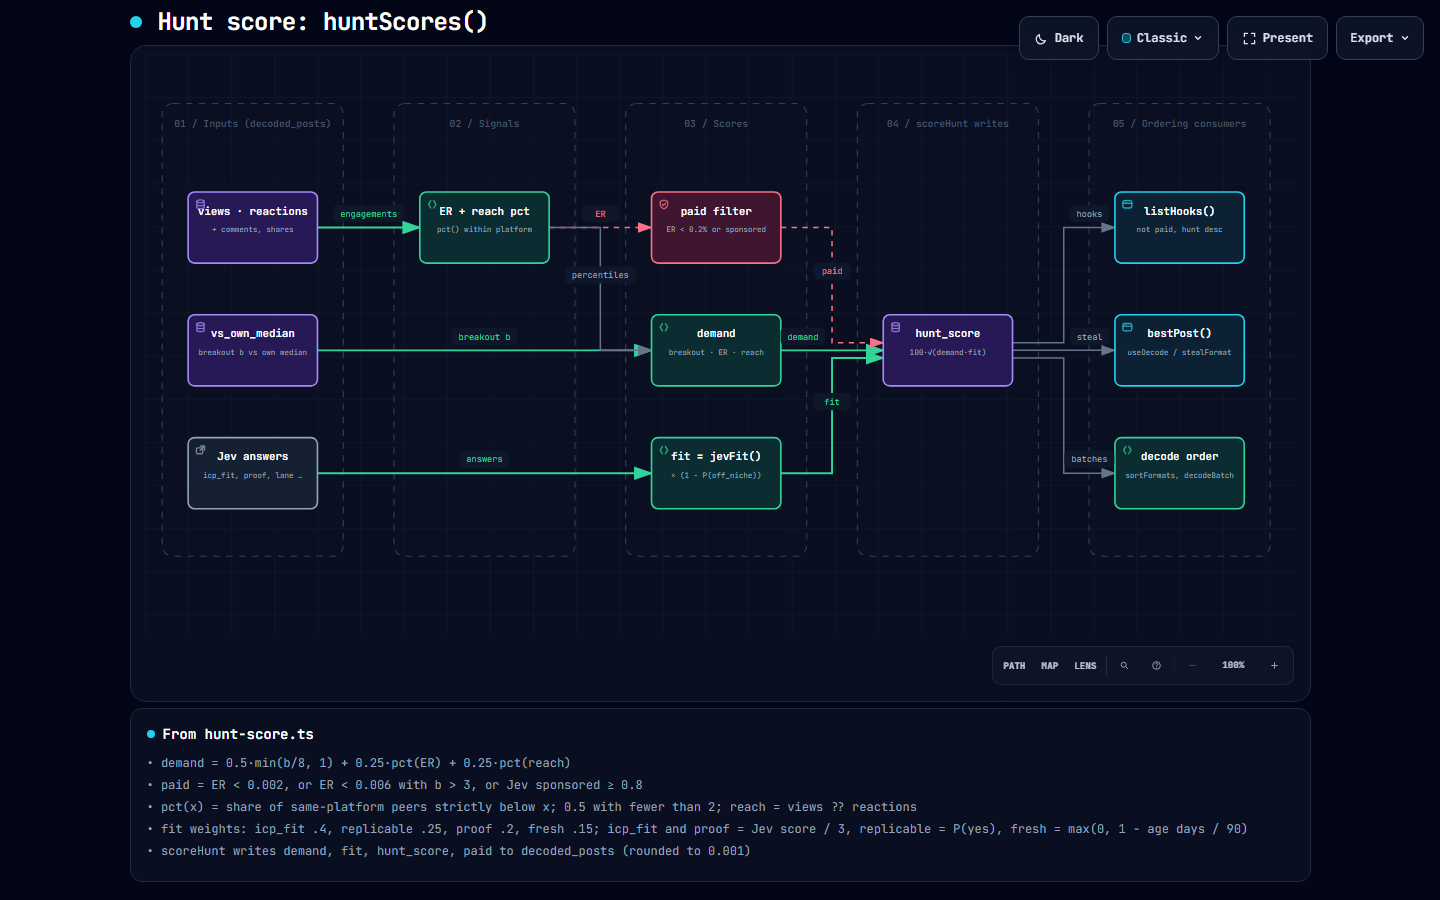 Hunt score: huntScores()
Dark
Classic
Present
Export
01 / Inputs (decoded_posts)
02 / Signals
03 / Scores
04 / scoreHunt writes
05 / Ordering consumers
views · reactions
+ comments, shares
engagements
ER + reach pct
pct() within platform
ER
paid filter
ER < 0.2% or sponsored
hooks
listHooks()
not paid, hunt desc
percentiles
paid
vs_own_median
breakout b vs own median
breakout b
demand
breakout · ER · reach
demand
hunt_score
100·√(demand·fit)
steal
bestPost()
useDecode / stealFormat
fit
Jev answers
icp_fit, proof, lane …
answers
fit = jevFit()
× (1 - P(off_niche)
batches
decode order
sortFormats, decodeBatch
PATH
MAP
LENS
100%
From hunt-score.ts
• demand = 0.5·min(b/8, 1) + 0.25·pct(ER) + 0.25·pct(reach)
• paid = ER < 0.002, or ER < 0.006 with b > 3, or Jev sponsored ≥ 0.8
• pct(x) = share of same-platform peers strictly below x; 0.5 with fewer than 2; reach = views ?? reactions
• fit weights: icp_fit .4, replicable .25, proof .2, fresh .15; icp_fit and proof = Jev score / 3, replicable = P(yes), fresh = max(0, 1 - age days / 90)
• scoreHunt writes demand, fit, hunt_score, paid to decoded_posts (rounded to 0.001)